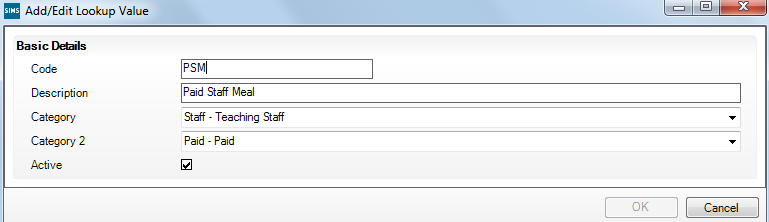 SIMS Add/Edit Lookup Value
Basic Details
Code PSM
Description Paid Staff Meal
Category Staff - Teaching Staff
Category 2 Paid - Paid
Active
OK Cancel